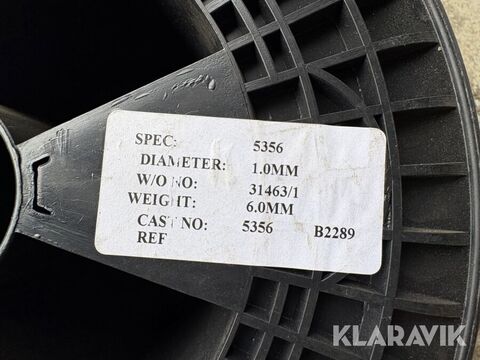 SPEC: 5356
DIAMETER: 1.0MM
W/O NO: 31463/1
WEIGHT: 6.0MM
CAST NO: 5356 B2289
REF
KLARAVIK